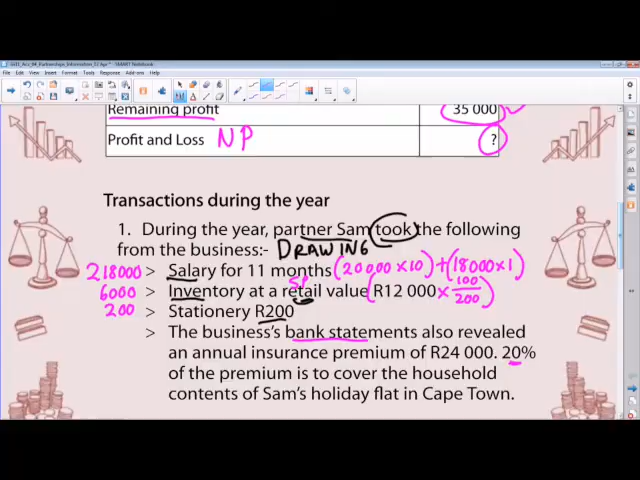 File Edit View Insert Format Tools Response Add-ons Help
Remaining profit 35 000
Profit and Loss NP ?
Transactions during the year
1. During the year, partner Sam took the following
from the business:- DRAWING
218000 > Salary for 11 months (20000 × 10) + (18000 × 1)
SP
6000 > Inventory at a retail value (R12 000 × 100/200)
200 > Stationery R200
> The business's bank statements also revealed
an annual insurance premium of R24 000. 20%
of the premium is to cover the household
contents of Sam's holiday flat in Cape Town.